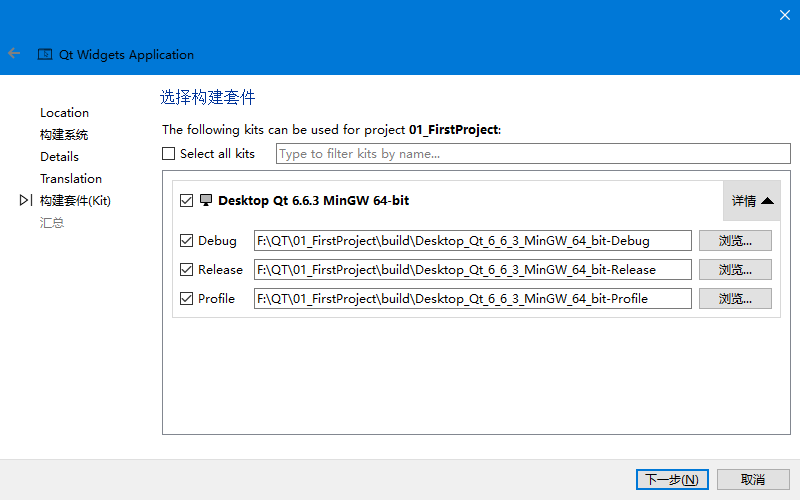 Qt Widgets Application
Location
构建系统
Details
Translation
构建套件(Kit)
汇总
选择构建套件
The following kits can be used for project 01_FirstProject:
Select all kits
Type to filter kits by name...
Desktop Qt 6.6.3 MinGW 64-bit
详情
Debug F:\QT\01_FirstProject\build\Desktop_Qt_6_6_3_MinGW_64_bit-Debug 浏览...
Release F:\QT\01_FirstProject\build\Desktop_Qt_6_6_3_MinGW_64_bit-Release 浏览...
Profile F:\QT\01_FirstProject\build\Desktop_Qt_6_6_3_MinGW_64_bit-Profile 浏览...
下一步(N)
取消